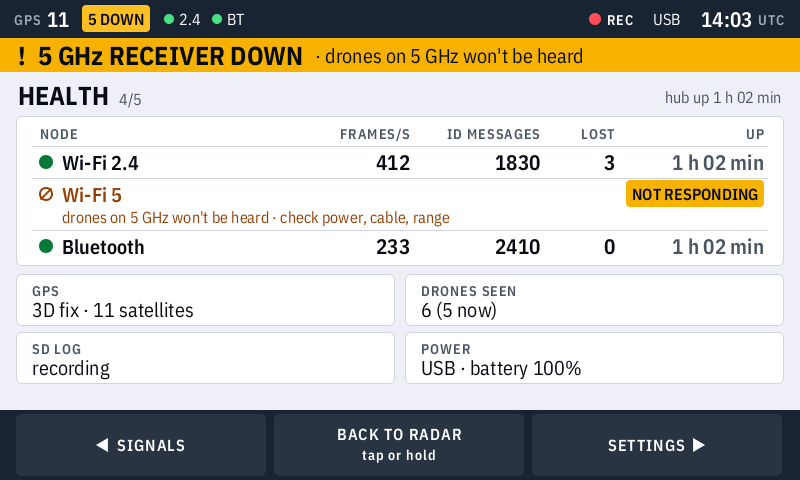 GPS 11 5 DOWN 2.4 BT REC USB 14:03 UTC
! 5 GHz RECEIVER DOWN · drones on 5 GHz won't be heard
HEALTH 4/5 hub up 1 h 02 min
NODE FRAMES/S ID MESSAGES LOST UP
Wi-Fi 2.4 412 1830 3 1 h 02 min
Wi-Fi 5 NOT RESPONDING
drones on 5 GHz won't be heard · check power, cable, range
Bluetooth 233 2410 0 1 h 02 min
GPS
3D fix · 11 satellites
DRONES SEEN
6 (5 now)
SD LOG
recording
POWER
USB · battery 100%
◀ SIGNALS
BACK TO RADAR
tap or hold
SETTINGS ▶